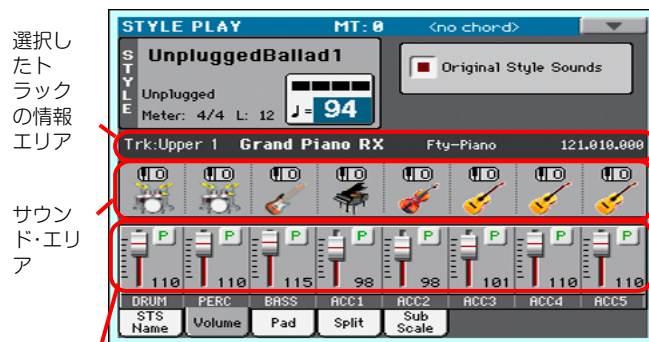 選択し
たト
ラック
の情報
エリア
サウン
ド・エリ
ア
STYLE PLAY MT: 0 <no chord>
STYLE
UnpluggedBallad1
Unplugged
Meter: 4/4 L: 12 ♩= 94
Original Style Sounds
Trk:Upper 1 Grand Piano RX Fty-Piano 121.010.000
P P P P P P P P
110 110 115 98 98 101 110 110
DRUM PERC BASS ACC1 ACC2 ACC3 ACC4 ACC5
STS Name Volume Pad Split Sub Scale